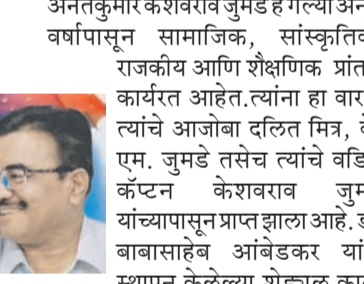 अनंतकुमार केशवराव जुमडे हे गेल्या
वर्षापासून सामाजिक,
राजकीय आणि शैक्षणिक
कार्यरत आहेत.त्यांना हा
त्यांचे आजोबा दलित मित्र,
एम. जुमडे तसेच त्यांचे
कॅप्टन केशवराव
यांच्यापासून प्राप्त झाला आहे.
बाबासाहेब आंबेडकर